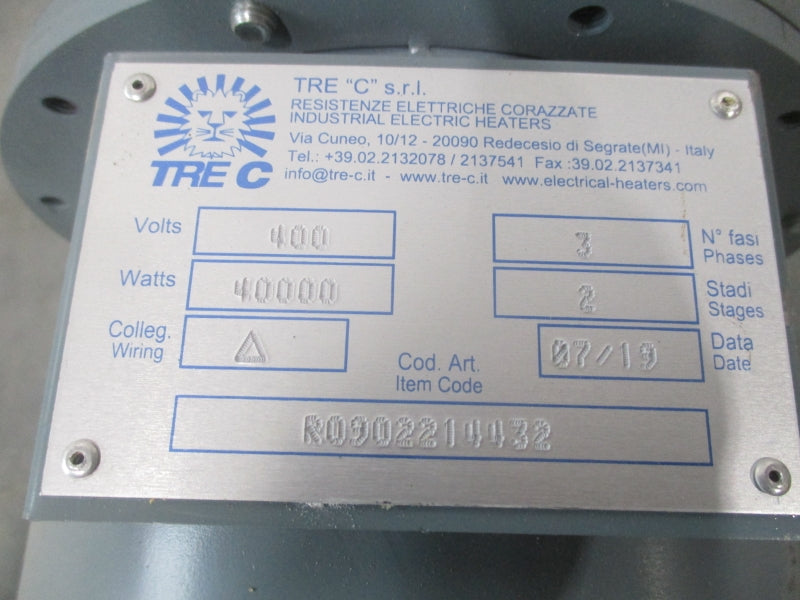 TRE "C" s.r.l.
RESISTENZE ELETTRICHE CORAZZATE
INDUSTRIAL ELECTRIC HEATERS
Via Cuneo, 10/12 - 20090 Redecesio di Segrate(MI) - Italy
Tel.: +39.02.2132078 / 2137541 Fax :39.02.2137341
info@tre-c.it - www.tre-c.it www.electrical-heaters.com
TRE C
Volts 400 3 N° fasi
Phases
Watts 40000 2 Stadi
Stages
Colleg.
Wiring
Cod. Art.
Item Code
07/19 Data
Date
R0902214432